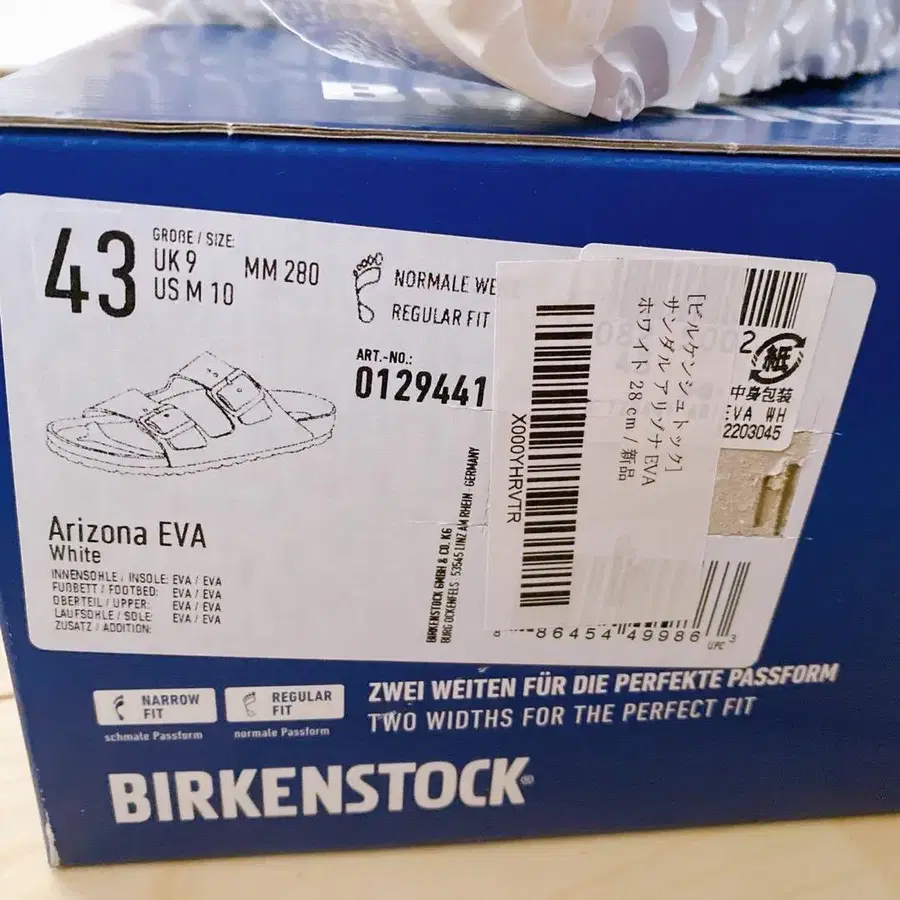 43
GROßE / SIZE:
UK 9
US M 10
MM 280
NORMALE WE
REGULAR FIT
ART.-NO.:
0129441
Arizona EVA
White
INNENSOHLE / INSOLE: EVA / EVA
FUßBETT / FOOTBED: EVA / EVA
OBERTEIL / UPPER: EVA / EVA
LAUFSOHLE / SOLE: EVA / EVA
ZUSATZ / ADDITION:
BIRKENSTOCK GMBH & CO. KG
BURG OCKENFELS 53545 LINZ AM RHEIN · GERMANY
X000YHRVTR
[ビルケンシュトック]
サンダル アリゾナ EVA
ホワイト 28 cm / 新品
2
紙
中身包装
EVA WH
2203045
8 86454 49986 3
UPC
NARROW
FIT
schmale Passform
REGULAR
FIT
normale Passform
ZWEI WEITEN FÜR DIE PERFEKTE PASSFORM
TWO WIDTHS FOR THE PERFECT FIT
BIRKENSTOCK®